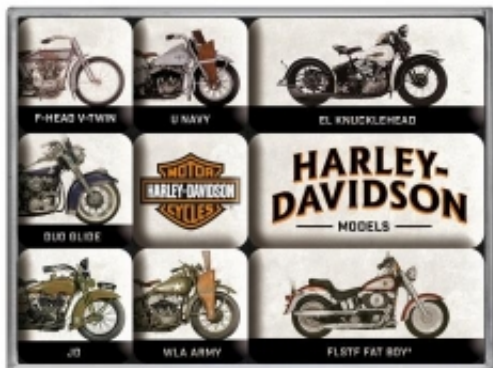 F-HEAD V-TWIN
U NAVY
EL KNUCKLEHEAD
DUO GLIDE
MOTOR
HARLEY-DAVIDSON
CYCLES
HARLEY-
DAVIDSON
MODELS
JD
WLA ARMY
FLSTF FAT BOY®